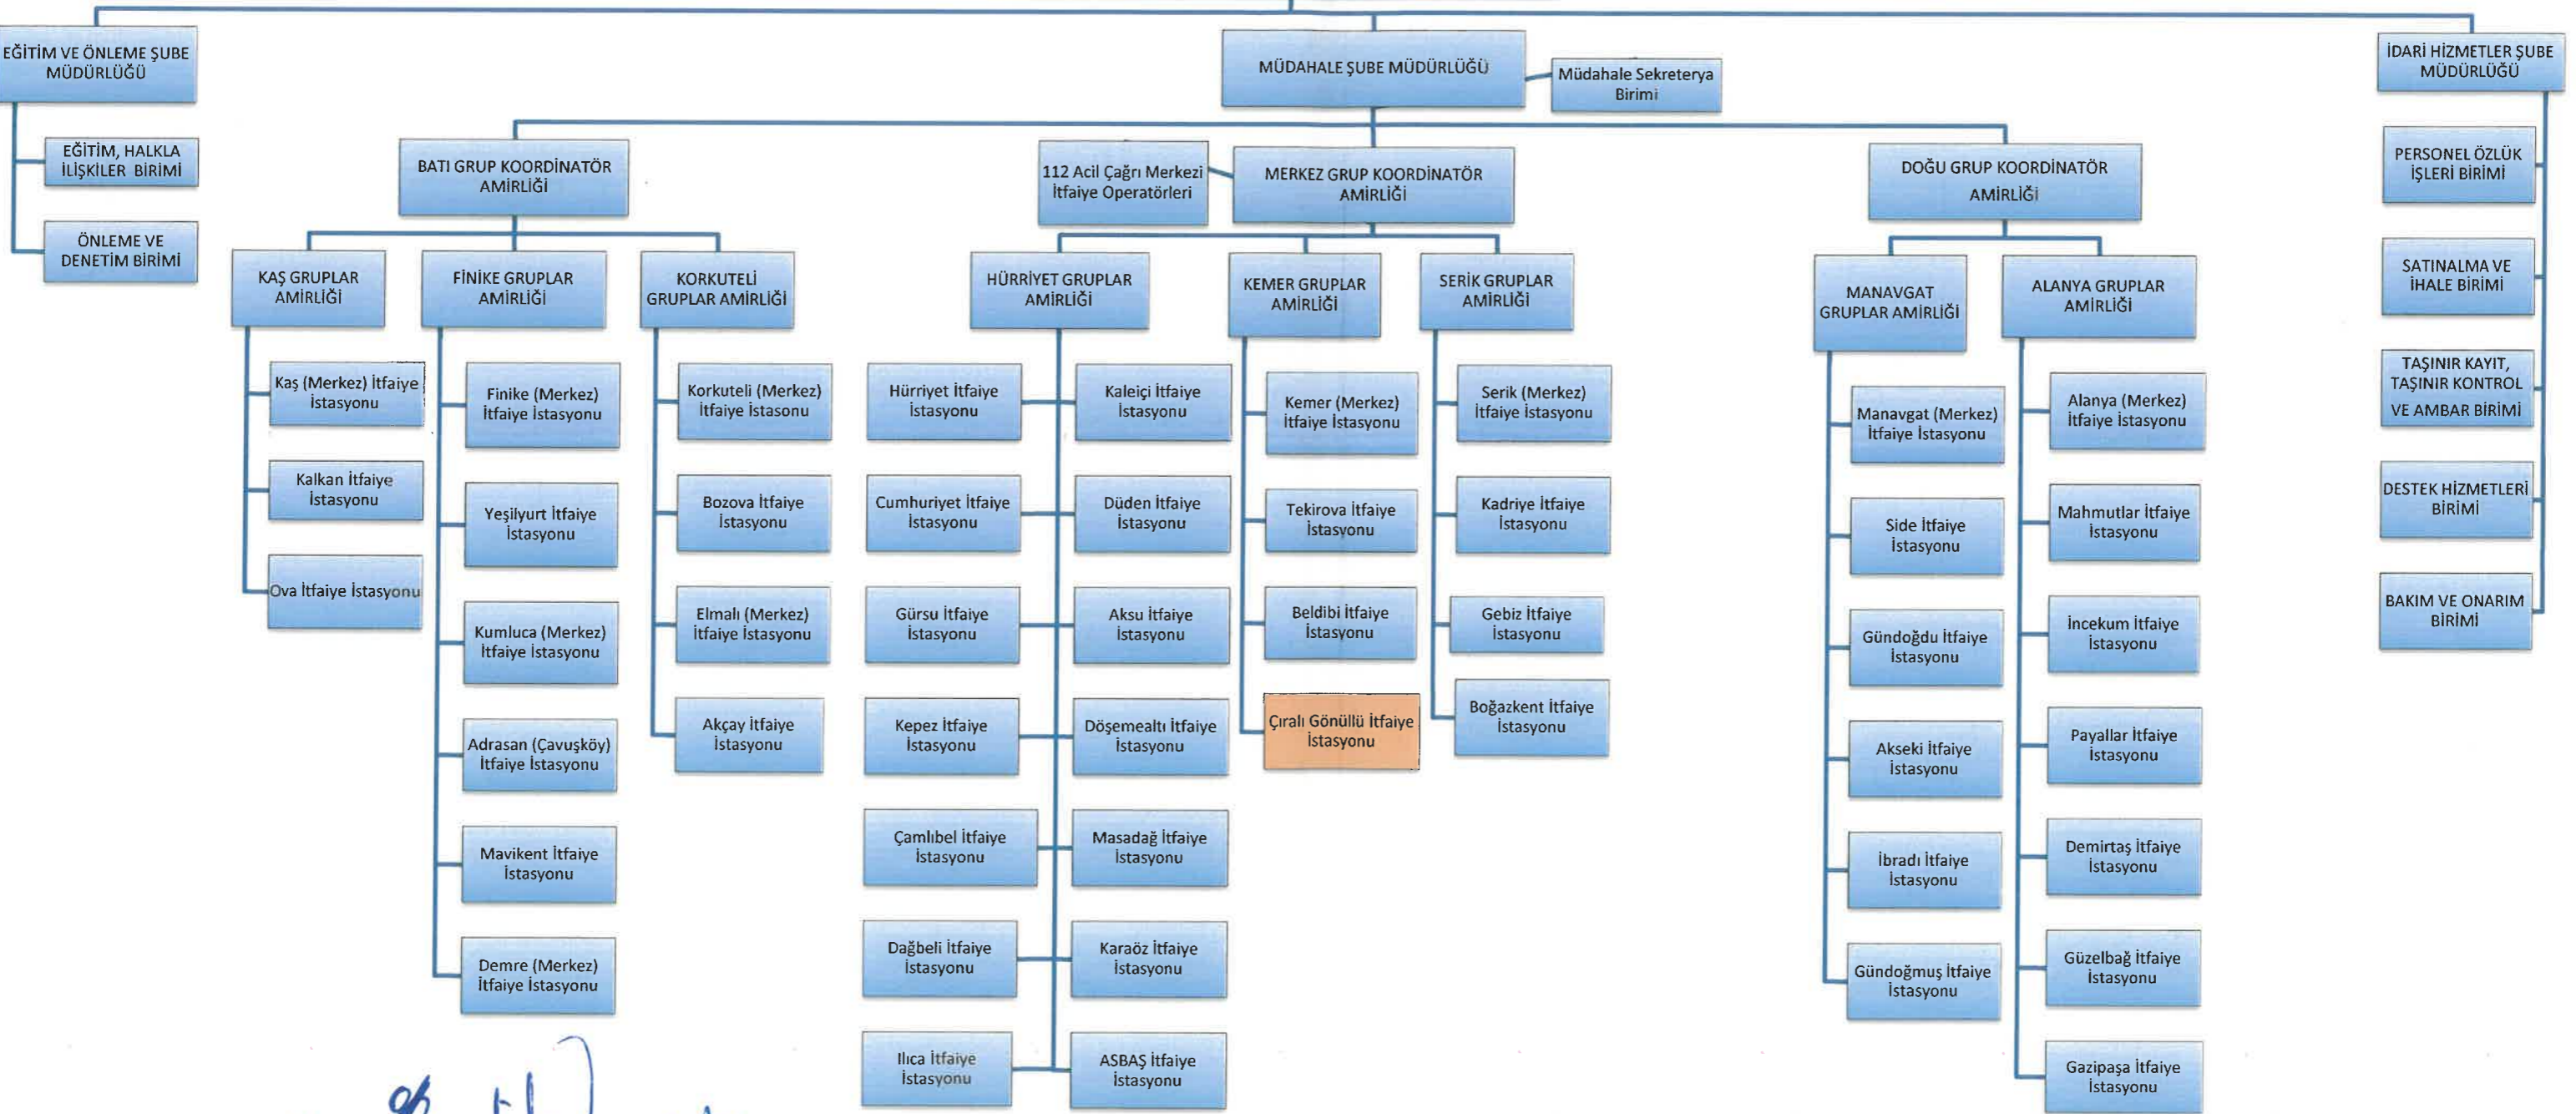 EĞİTİM VE ÖNLEME ŞUBE
MÜDÜRLÜĞÜ
EĞİTİM, HALKLA
İLİŞKİLER BİRİMİ
ÖNLEME VE
DENETİM BİRİMİ
MÜDAHALE ŞUBE MÜDÜRLÜĞÜ
Müdahale Sekreterya
Birimi
BATI GRUP KOORDİNATÖR
AMİRLİĞİ
KAŞ GRUPLAR
AMİRLİĞİ
Kaş (Merkez) İtfaiye
İstasyonu
Kalkan İtfaiye
İstasyonu
Ova İtfaiye İstasyonu
FİNİKE GRUPLAR
AMİRLİĞİ
Finike (Merkez)
İtfaiye İstasyonu
Yeşilyurt İtfaiye
İstasyonu
Kumluca (Merkez)
İtfaiye İstasyonu
Adrasan (Çavuşköy)
İtfaiye İstasyonu
Mavikent İtfaiye
İstasyonu
Demre (Merkez)
İtfaiye İstasyonu
KORKUTELİ
GRUPLAR AMİRLİĞİ
Korkuteli (Merkez)
İtfaiye İstasonu
Bozova İtfaiye
İstasyonu
Elmalı (Merkez)
İtfaiye İstasyonu
Akçay İtfaiye
İstasyonu
112 Acil Çağrı Merkezi
İtfaiye Operatörleri
MERKEZ GRUP KOORDİNATÖR
AMİRLİĞİ
HÜRRİYET GRUPLAR
AMİRLİĞİ
Hürriyet İtfaiye
İstasyonu
Kaleiçi İtfaiye
İstasyonu
Cumhuriyet İtfaiye
İstasyonu
Düden İtfaiye
İstasyonu
Gürsu İtfaiye
İstasyonu
Aksu İtfaiye
İstasyonu
Kepez İtfaiye
İstasyonu
Döşemealtı İtfaiye
İstasyonu
Çamlıbel İtfaiye
İstasyonu
Masadağ İtfaiye
İstasyonu
Dağbeli İtfaiye
İstasyonu
Karaöz İtfaiye
İstasyonu
Ilıca İtfaiye
İstasyonu
ASBAŞ İtfaiye
İstasyonu
KEMER GRUPLAR
AMİRLİĞİ
Kemer (Merkez)
İtfaiye İstasyonu
Tekirova İtfaiye
İstasyonu
Beldibi İtfaiye
İstasyonu
Çıralı Gönüllü İtfaiye
İstasyonu
SERİK GRUPLAR
AMİRLİĞİ
Serik (Merkez)
İtfaiye İstasyonu
Kadriye İtfaiye
İstasyonu
Gebiz İtfaiye
İstasyonu
Boğazkent İtfaiye
İstasyonu
DOĞU GRUP KOORDİNATÖR
AMİRLİĞİ
MANAVGAT
GRUPLAR AMİRLİĞİ
Manavgat (Merkez)
İtfaiye İstasyonu
Side İtfaiye
İstasyonu
Gündoğdu İtfaiye
İstasyonu
Akseki İtfaiye
İstasyonu
İbradı İtfaiye
İstasyonu
Gündoğmuş İtfaiye
İstasyonu
ALANYA GRUPLAR
AMİRLİĞİ
Alanya (Merkez)
İtfaiye İstasyonu
Mahmutlar İtfaiye
İstasyonu
İncekum İtfaiye
İstasyonu
Payallar İtfaiye
İstasyonu
Demirtaş İtfaiye
İstasyonu
Güzelbağ İtfaiye
İstasyonu
Gazipaşa İtfaiye
İstasyonu
İDARİ HİZMETLER ŞUBE
MÜDÜRLÜĞÜ
PERSONEL ÖZLÜK
İŞLERİ BİRİMİ
SATINALMA VE
İHALE BİRİMİ
TAŞINIR KAYIT,
TAŞINIR KONTROL
VE AMBAR BİRİMİ
DESTEK HİZMETLERİ
BİRİMİ
BAKIM VE ONARIM
BİRİMİ